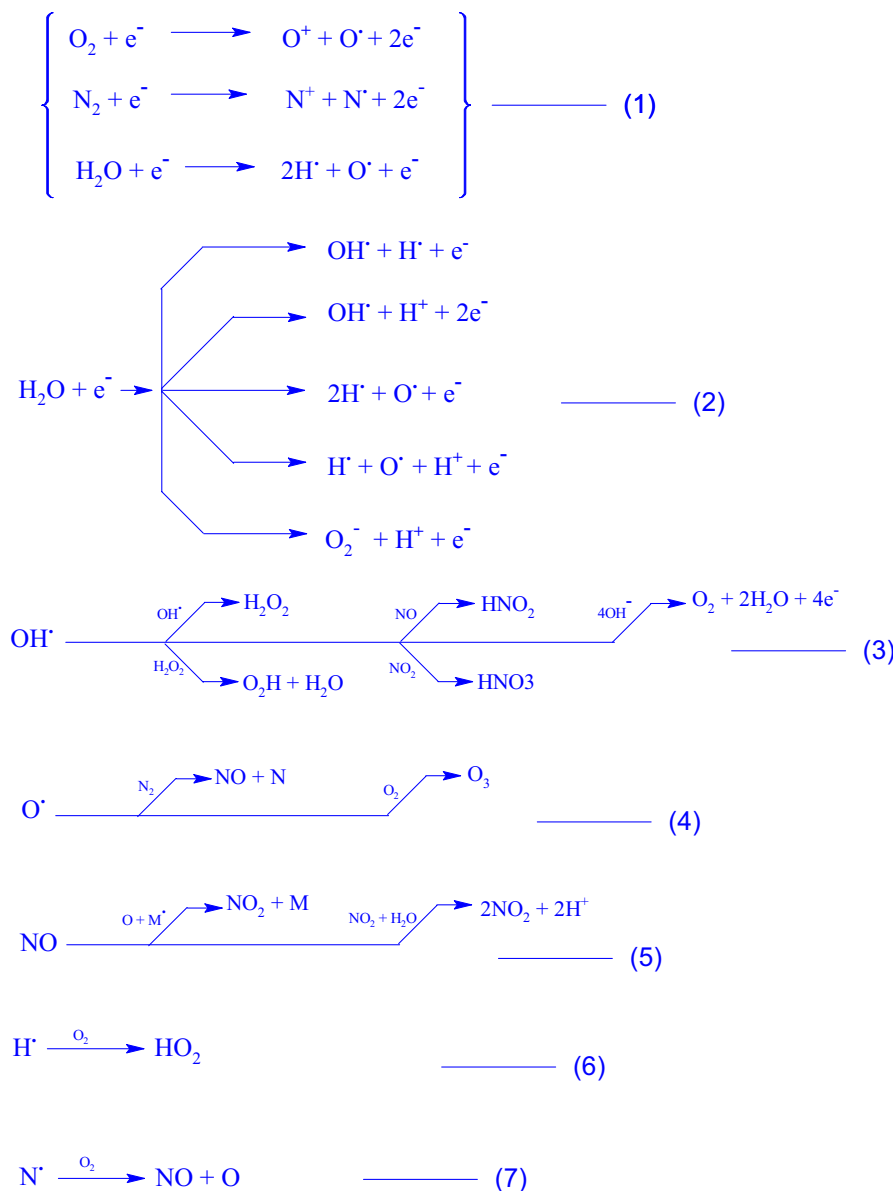 O₂ + e⁻ → O⁺ + O• + 2e⁻
N₂ + e⁻ → N⁺ + N• + 2e⁻ (1)
H₂O + e⁻ → 2H• + O• + e⁻
OH• + H• + e⁻
OH• + H⁺ + 2e⁻
H₂O + e⁻ → 2H• + O• + e⁻ (2)
H• + O• + H⁺ + e⁻
O₂⁻ + H⁺ + e⁻
OH• H₂O₂ NO HNO₂ 4OH⁻ O₂ + 2H₂O + 4e⁻
OH• (3)
H₂O₂ O₂H + H₂O NO₂ HNO3
N₂ NO + N O₂ O₃
O• (4)
O + M• NO₂ + M NO₂ + H₂O 2NO₂ + 2H⁺
NO (5)
H• O₂ → HO₂ (6)
N• O₂ → NO + O (7)